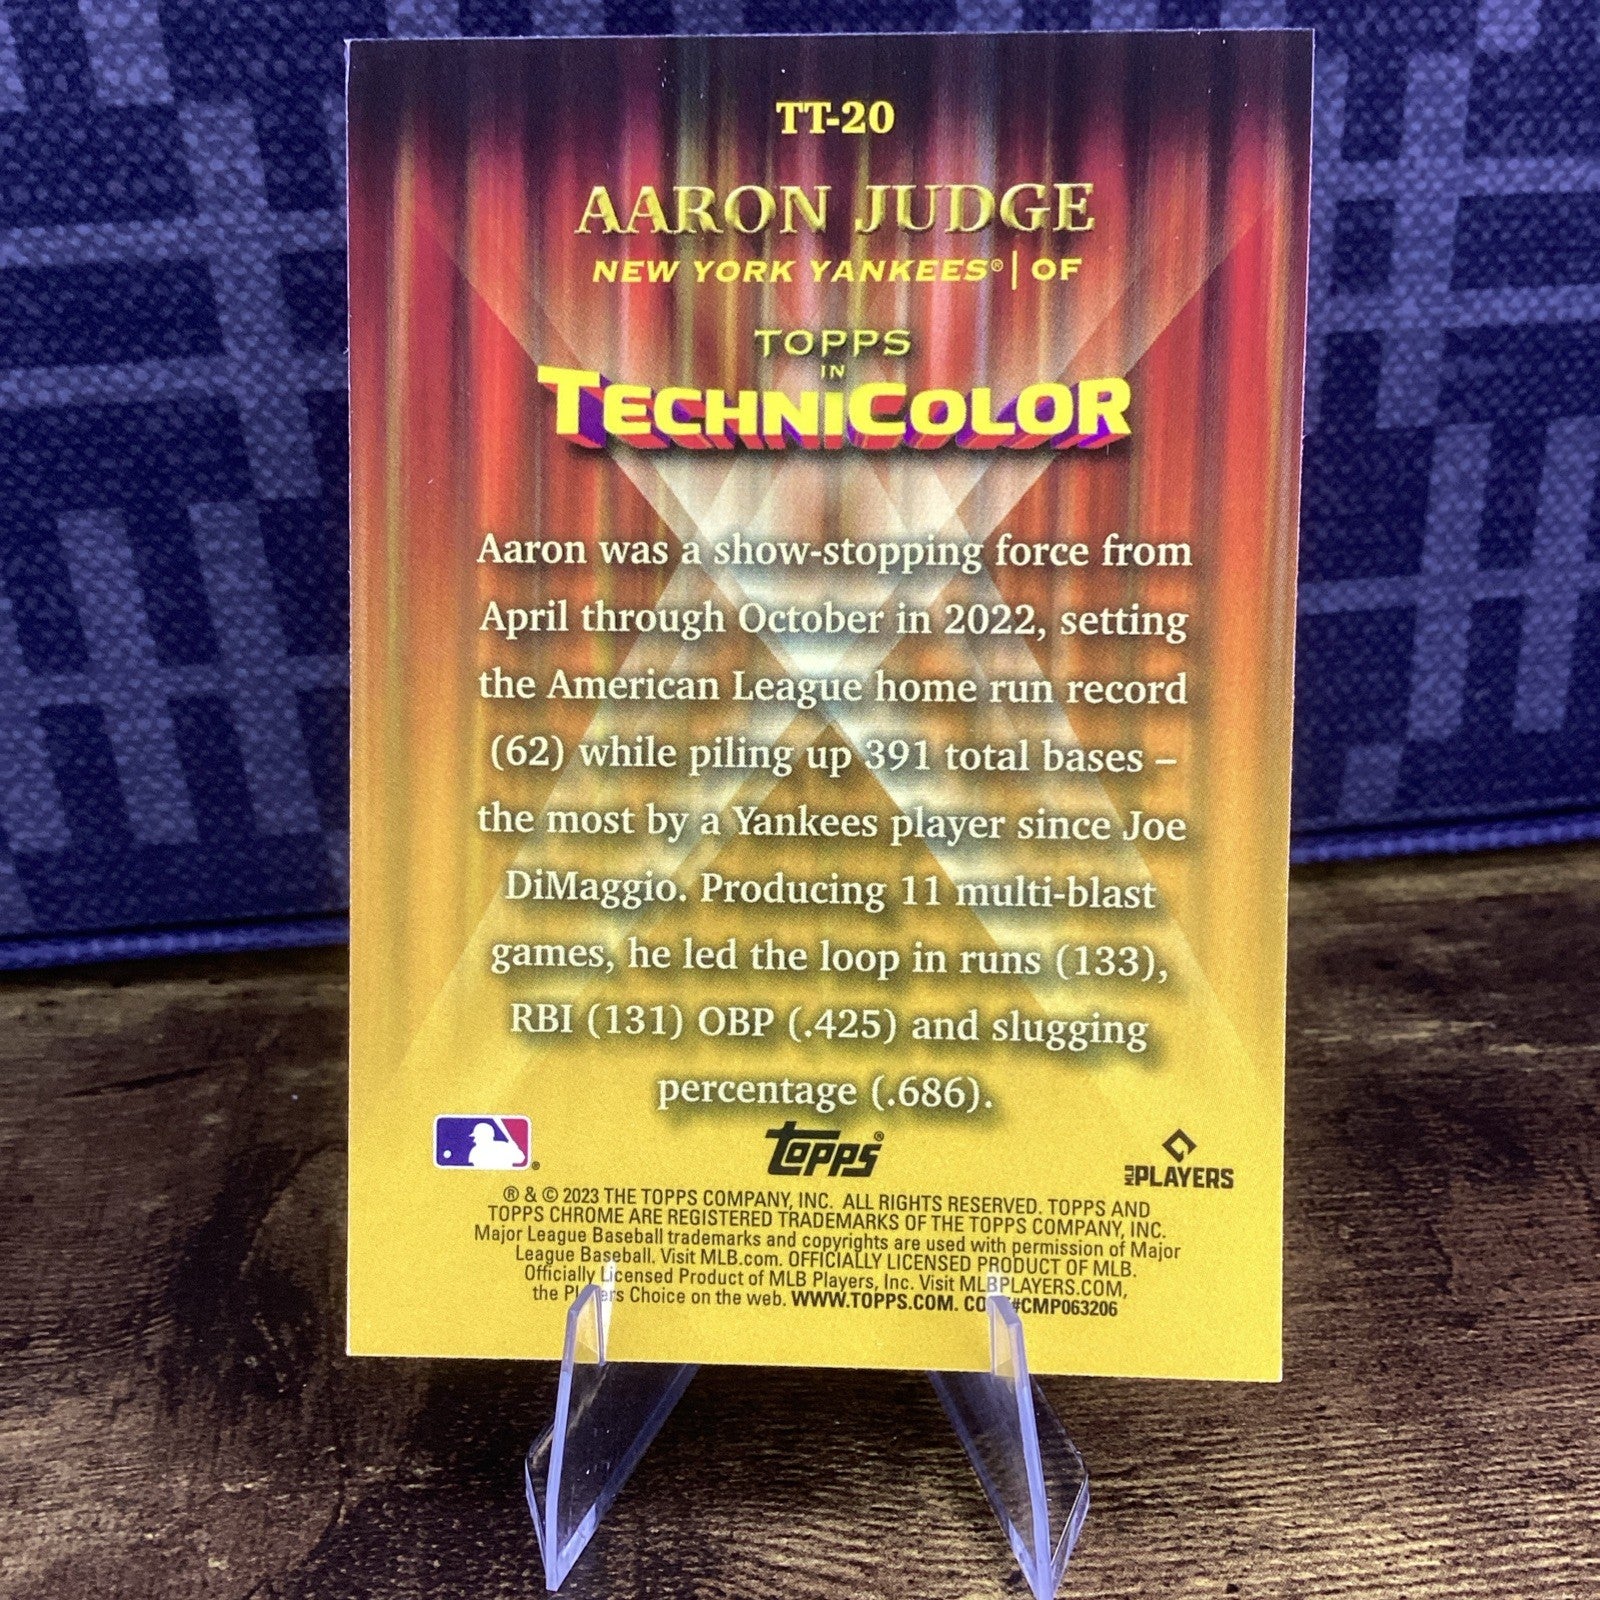 TT-20
AARON JUDGE
NEW YORK YANKEES® | OF
TOPPS
IN
TECHNICOLOR
Aaron was a show-stopping force from
April through October in 2022, setting
the American League home run record
(62) while piling up 391 total bases –
the most by a Yankees player since Joe
DiMaggio. Producing 11 multi-blast
games, he led the loop in runs (133),
RBI (131) OBP (.425) and slugging
percentage (.686).
topps®
MLB PLAYERS
® & © 2023 THE TOPPS COMPANY, INC. ALL RIGHTS RESERVED. TOPPS AND
TOPPS CHROME ARE REGISTERED TRADEMARKS OF THE TOPPS COMPANY, INC.
Major League Baseball trademarks and copyrights are used with permission of Major
League Baseball. Visit MLB.com. OFFICIALLY LICENSED PRODUCT OF MLB.
Officially Licensed Product of MLB Players, Inc. Visit MLBPLAYERS.COM,
the Players Choice on the web. WWW.TOPPS.COM. #CMP063206